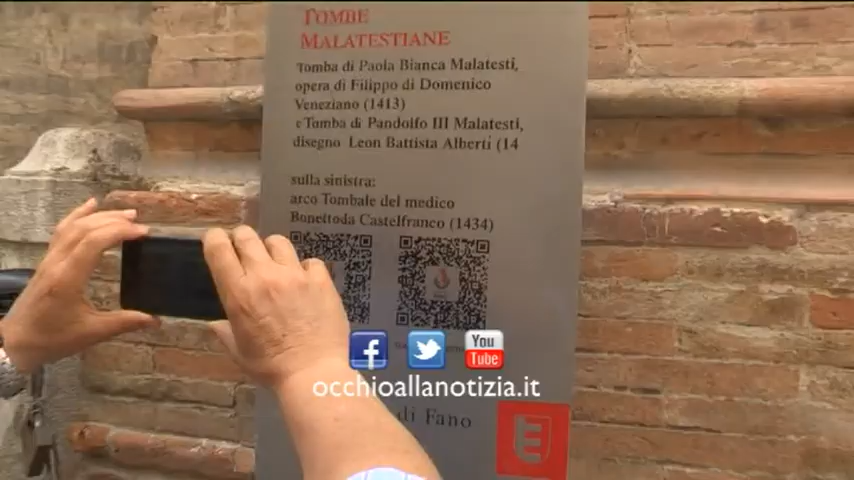 TOMBE
MALATESTIANE
Tomba di Paola Bianca Malatesti,
opera di Filippo di Domenico
Veneziano (1413)
e Tomba di Pandolfo III Malatesti,
disegno Leon Battista Alberti (14
sulla sinistra:
arco Tombale del medico
Bonettoda Castelfranco (1434)
You
Tube
occhioallanotizia.it
di Fano